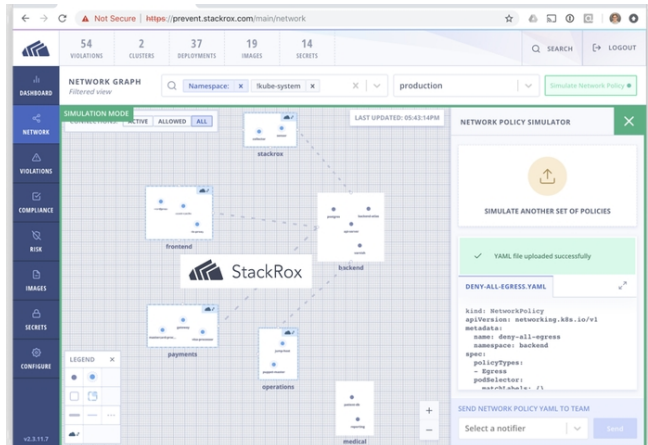 Not Secure | https://prevent.stackrox.com/main/network
54 VIOLATIONS
2 CLUSTERS
37 DEPLOYMENTS
19 IMAGES
14 SECRETS
SEARCH
LOGOUT
DASHBOARD
NETWORK
VIOLATIONS
COMPLIANCE
RISK
IMAGES
SECRETS
CONFIGURE
v2.3.11.7
NETWORK GRAPH
Filtered view
Namespace: x !kube-system x
production
Simulate Network Policy
SIMULATION MODE
ACTIVE ALLOWED ALL
LAST UPDATED: 05:43:14PM
stackrox
frontend
backend
StackRox
payments
operations
medical
LEGEND x
+
−
NETWORK POLICY SIMULATOR
SIMULATE ANOTHER SET OF POLICIES
YAML file uploaded successfully
DENY-ALL-EGRESS.YAML
kind: NetworkPolicy
apiVersion: networking.k8s.io/v1
metadata:
name: deny-all-egress
namespace: backend
spec:
policyTypes:
- Egress
podSelector:
matchLabels: {}
SEND NETWORK POLICY YAML TO TEAM
Select a notifier
Send